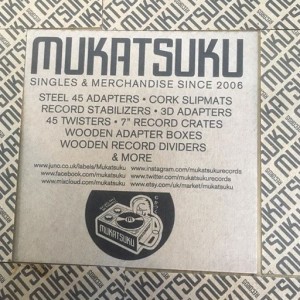 MUKATSUKU
SINGLES & MERCHANDISE SINCE 2006
STEEL 45 ADAPTERS • CORK SLIPMATS
RECORD STABILIZERS • 3D ADAPTERS
45 TWISTERS • 7" RECORD CRATES
WOODEN ADAPTER BOXES
WOODEN RECORD DIVIDERS
& MORE
www.juno.co.uk/labels/Mukatsuku www.instagram.com/mukatsukurecords
www.facebook.com/mukatsuku www.twitter.com/mukatsukurecords
www.mixcloud.com/mukatsuku www.etsy.com/uk/market/mukatsuku
MUKATSUKU